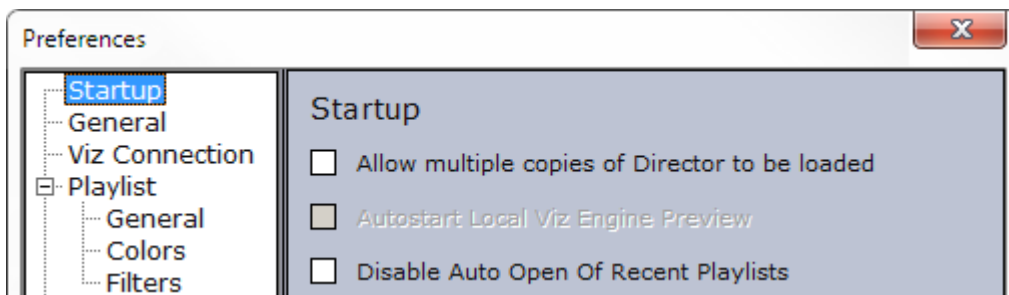 Preferences
Startup
General
Viz Connection
Playlist
General
Colors
Filters
Startup
Allow multiple copies of Director to be loaded
Autostart Local Viz Engine Preview
Disable Auto Open Of Recent Playlists